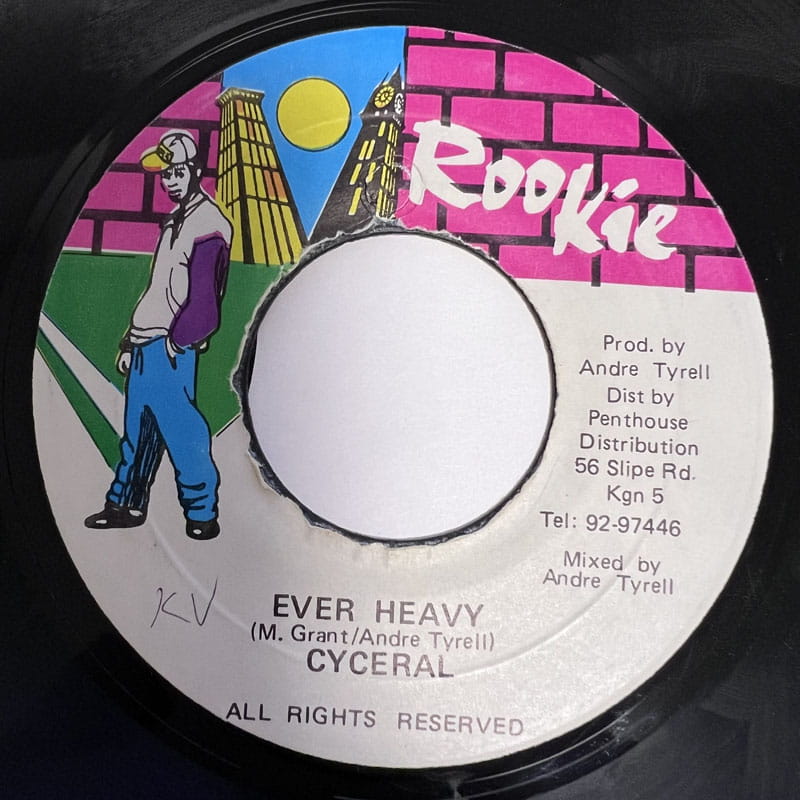 Rookie
Prod. by
Andre Tyrell
Dist by
Penthouse
Distribution
56 Slipe Rd.
Kgn 5
Tel: 92-97446
Mixed by
Andre Tyrell
KV
EVER HEAVY
(M. Grant/Andre Tyrell)
CYCERAL
ALL RIGHTS RESERVED